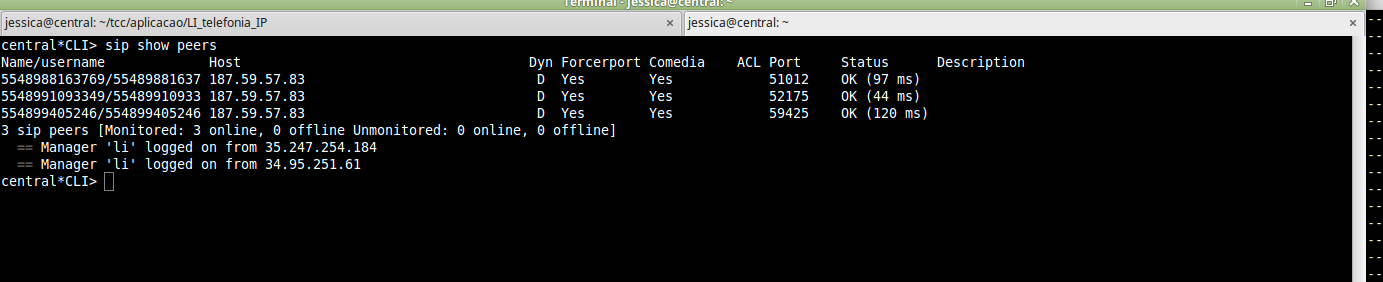 Terminal - jessica@central: ~
jessica@central: ~/tcc/aplicacao/LI_telefonia_IP × jessica@central: ~ ×
central*CLI> sip show peers
Name/username Host Dyn Forcerport Comedia ACL Port Status Description
5548988163769/55489881637 187.59.57.83 D Yes Yes 51012 OK (97 ms)
5548991093349/55489910933 187.59.57.83 D Yes Yes 52175 OK (44 ms)
554899405246/554899405246 187.59.57.83 D Yes Yes 59425 OK (120 ms)
3 sip peers [Monitored: 3 online, 0 offline Unmonitored: 0 online, 0 offline]
== Manager 'li' logged on from 35.247.254.184
== Manager 'li' logged on from 34.95.251.61
central*CLI>